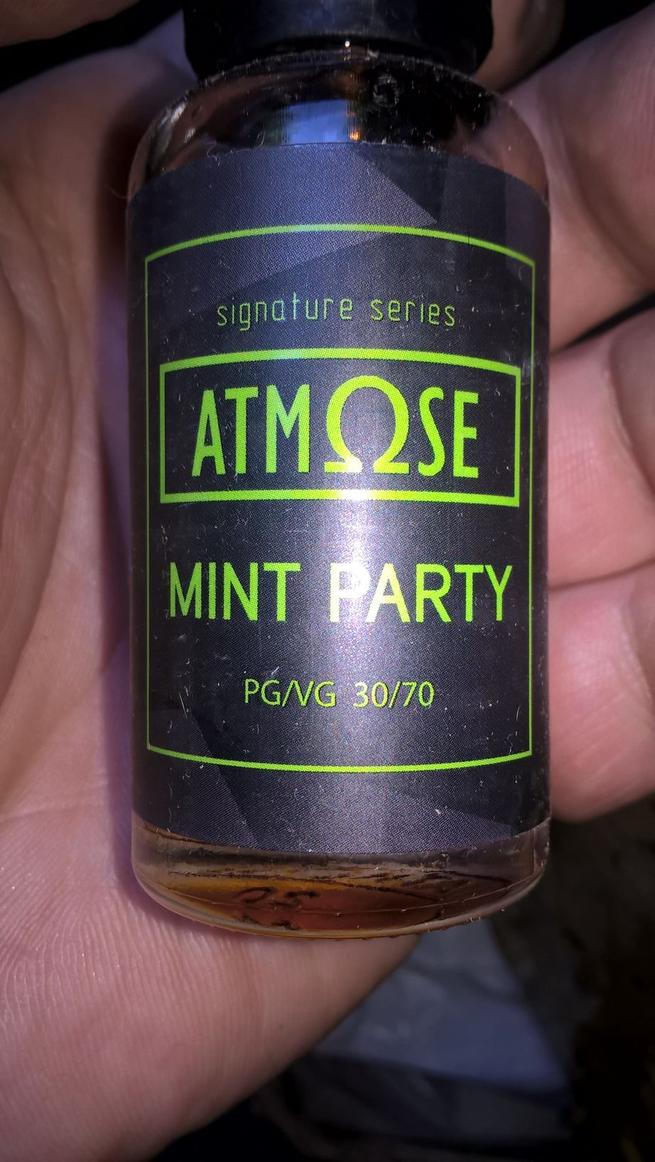 signature series
ATMΩSE
MINT PARTY
PG/VG 30/70